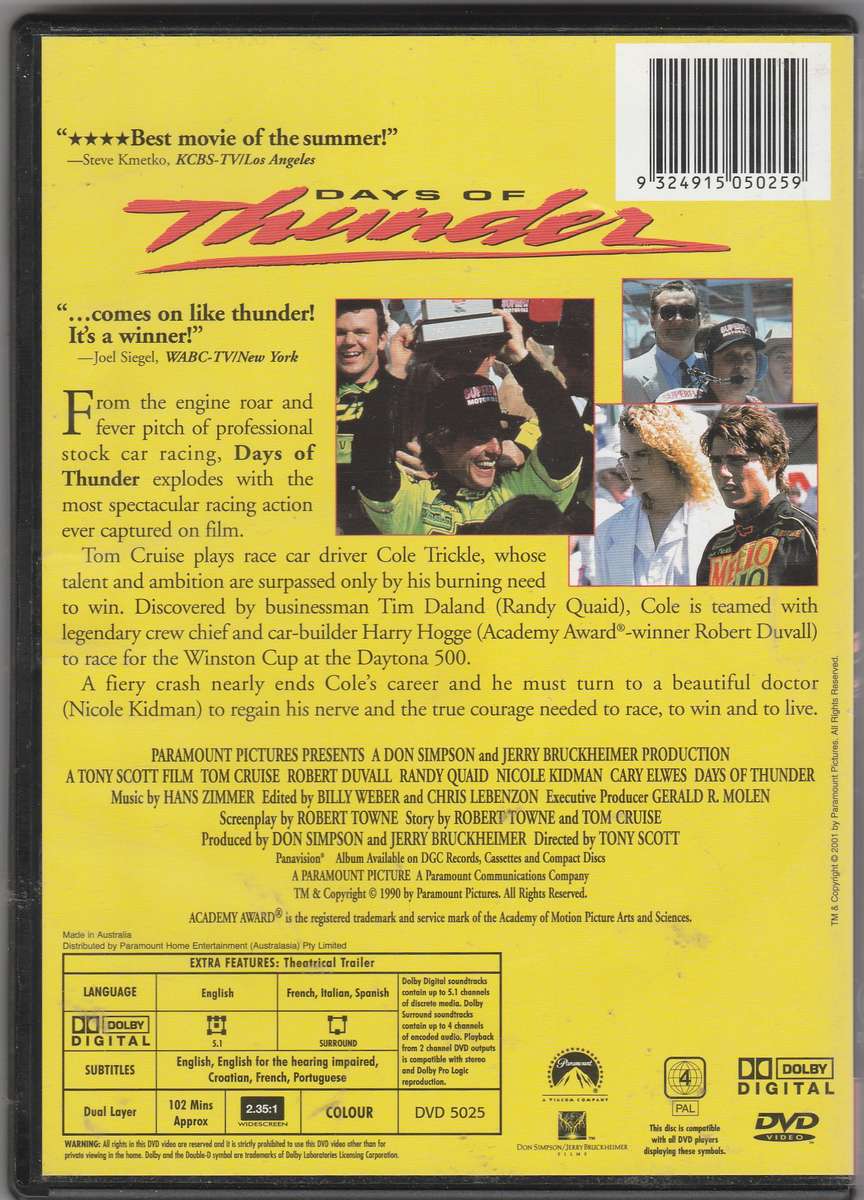 "★★★★Best movie of the summer!"
—Steve Kmetko, KCBS-TV/Los Angeles
9 324915 050259
DAYS OF
Thunder
"...comes on like thunder!
It's a winner!"
—Joel Siegel, WABC-TV/New York
From the engine roar and
fever pitch of professional
stock car racing, Days of
Thunder explodes with the
most spectacular racing action
ever captured on film.
Tom Cruise plays race car driver Cole Trickle, whose
talent and ambition are surpassed only by his burning need
to win. Discovered by businessman Tim Daland (Randy Quaid), Cole is teamed with
legendary crew chief and car-builder Harry Hogge (Academy Award®-winner Robert Duvall)
to race for the Winston Cup at the Daytona 500.
A fiery crash nearly ends Cole's career and he must turn to a beautiful doctor
(Nicole Kidman) to regain his nerve and the true courage needed to race, to win and to live.
SUPERFLO
MOTOR OIL
MELLO
PARAMOUNT PICTURES PRESENTS A DON SIMPSON and JERRY BRUCKHEIMER PRODUCTION
A TONY SCOTT FILM TOM CRUISE ROBERT DUVALL RANDY QUAID NICOLE KIDMAN CARY ELWES DAYS OF THUNDER
Music by HANS ZIMMER Edited by BILLY WEBER and CHRIS LEBENZON Executive Producer GERALD R. MOLEN
Screenplay by ROBERT TOWNE Story by ROBERT TOWNE and TOM CRUISE
Produced by DON SIMPSON and JERRY BRUCKHEIMER Directed by TONY SCOTT
Panavision® Album Available on DGC Records, Cassettes and Compact Discs
A PARAMOUNT PICTURE A Paramount Communications Company
TM & Copyright © 1990 by Paramount Pictures. All Rights Reserved.
ACADEMY AWARD® is the registered trademark and service mark of the Academy of Motion Picture Arts and Sciences.
TM & Copyright © 2001 by Paramount Pictures. All Rights Reserved.
Made in Australia
Distributed by Paramount Home Entertainment (Australasia) Pty Limited
EXTRA FEATURES: Theatrical Trailer
LANGUAGE English French, Italian, Spanish
DOLBY
DIGITAL 5.1 SURROUND
Dolby Digital soundtracks
contain up to 5.1 channels
of discrete media. Dolby
Surround soundtracks
contain up to 4 channels
of encoded audio. Playback
from 2 channel DVD outputs
is compatible with stereo
and Dolby Pro Logic
reproduction.
SUBTITLES English, English for the hearing impaired,
Croatian, French, Portuguese
Dual Layer 102 Mins
Approx 2.35:1
WIDESCREEN COLOUR DVD 5025
WARNING: All rights in this DVD video are reserved and it is strictly prohibited to use this DVD video other than for
private viewing in the home. Dolby and the Double-D symbol are trademarks of Dolby Laboratories Licensing Corporation.
Paramount
A VIACOM COMPANY
DON SIMPSON/JERRY BRUCKHEIMER
FILMS
4
PAL
This disc is compatible
with all DVD players
displaying these symbols.
DOLBY
DIGITAL
DVD
VIDEO